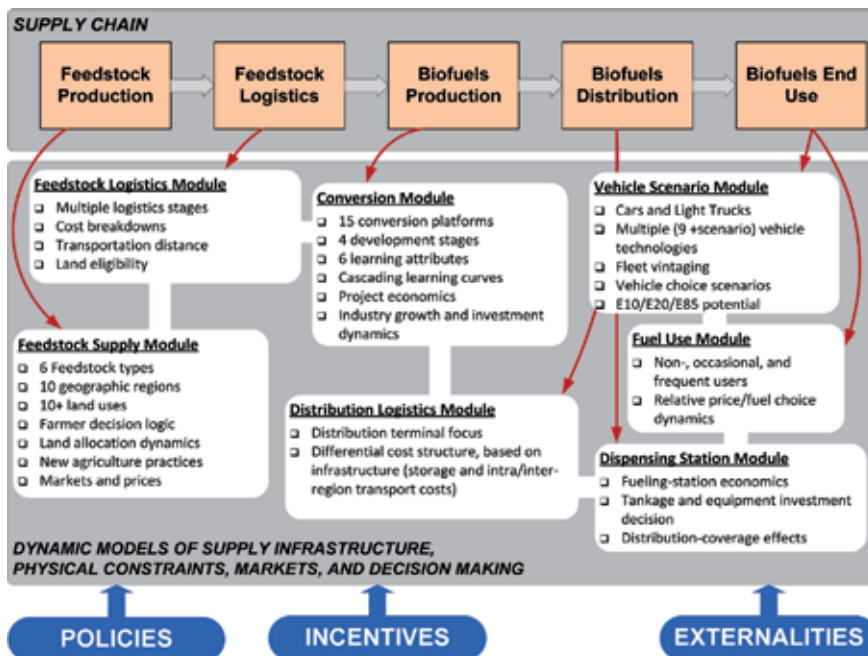 SUPPLY CHAIN
Feedstock
Production
Feedstock
Logistics
Biofuels
Production
Biofuels
Distribution
Biofuels End
Use
Feedstock Logistics Module
Multiple logistics stages
Cost breakdowns
Transportation distance
Land eligibility
Feedstock Supply Module
6 Feedstock types
10 geographic regions
10+ land uses
Farmer decision logic
Land allocation dynamics
New agriculture practices
Markets and prices
Conversion Module
15 conversion platforms
4 development stages
6 learning attributes
Cascading learning curves
Project economics
Industry growth and investment
dynamics
Distribution Logistics Module
Distribution terminal focus
Differential cost structure, based on
infrastructure (storage and intra/inter-
region transport costs)
Vehicle Scenario Module
Cars and Light Trucks
Multiple (9 +scenario) vehicle
technologies
Fleet vintaging
Vehicle choice scenarios
E10/E20/E85 potential
Fuel Use Module
Non-, occasional, and
frequent users
Relative price/fuel choice
dynamics
Dispensing Station Module
Fueling-station economics
Tankage and equipment investment
decision
Distribution-coverage effects
DYNAMIC MODELS OF SUPPLY INFRASTRUCTURE,
PHYSICAL CONSTRAINTS, MARKETS, AND DECISION MAKING
POLICIES
INCENTIVES
EXTERNALITIES